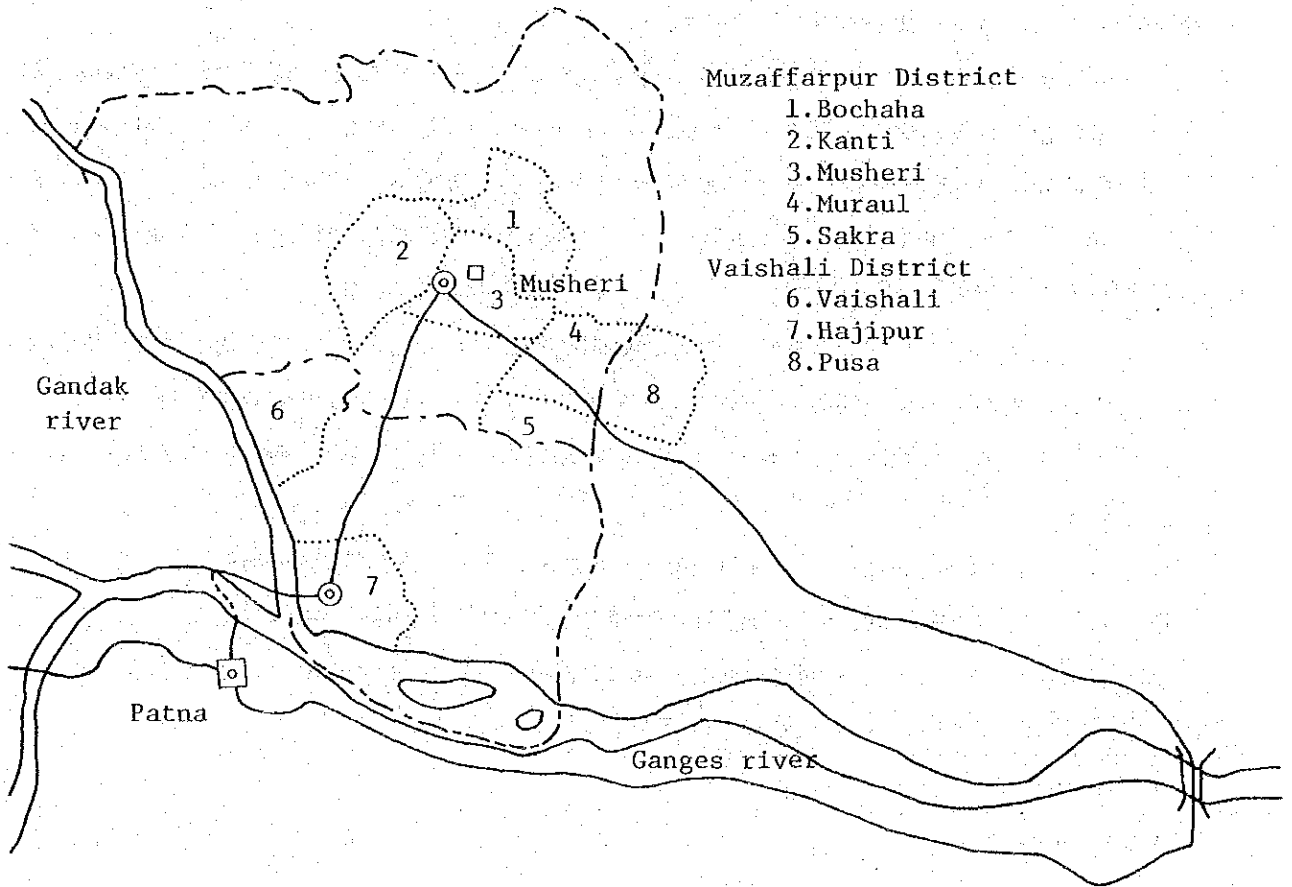 Muzaffarpur District
1.Bochaha
2.Kanti
3.Musheri
4.Muraul
5.Sakra
Vaishali District
6.Vaishali
7.Hajipur
8.Pusa
1
2
3
Musheri
4
8
Gandak
river
6
5
7
Patna
Ganges river